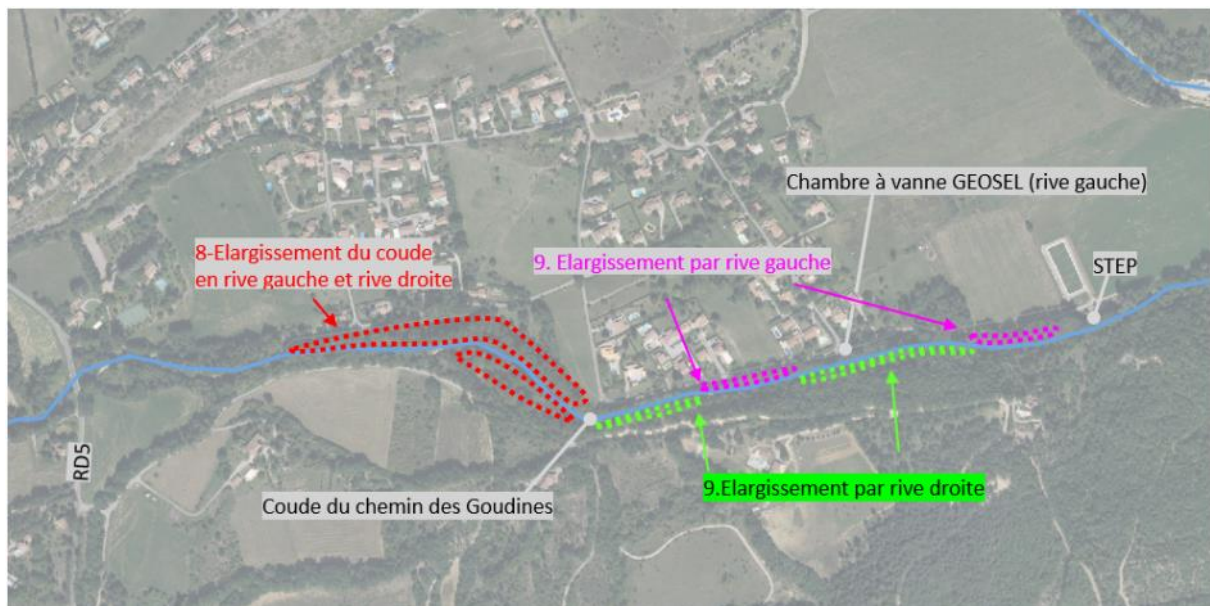 Chambre à vanne GEOSEL (rive gauche)
8-Elargissement du coude
en rive gauche et rive droite
9. Elargissement par rive gauche
STEP
RD5
Coude du chemin des Goudines
9.Elargissement par rive droite